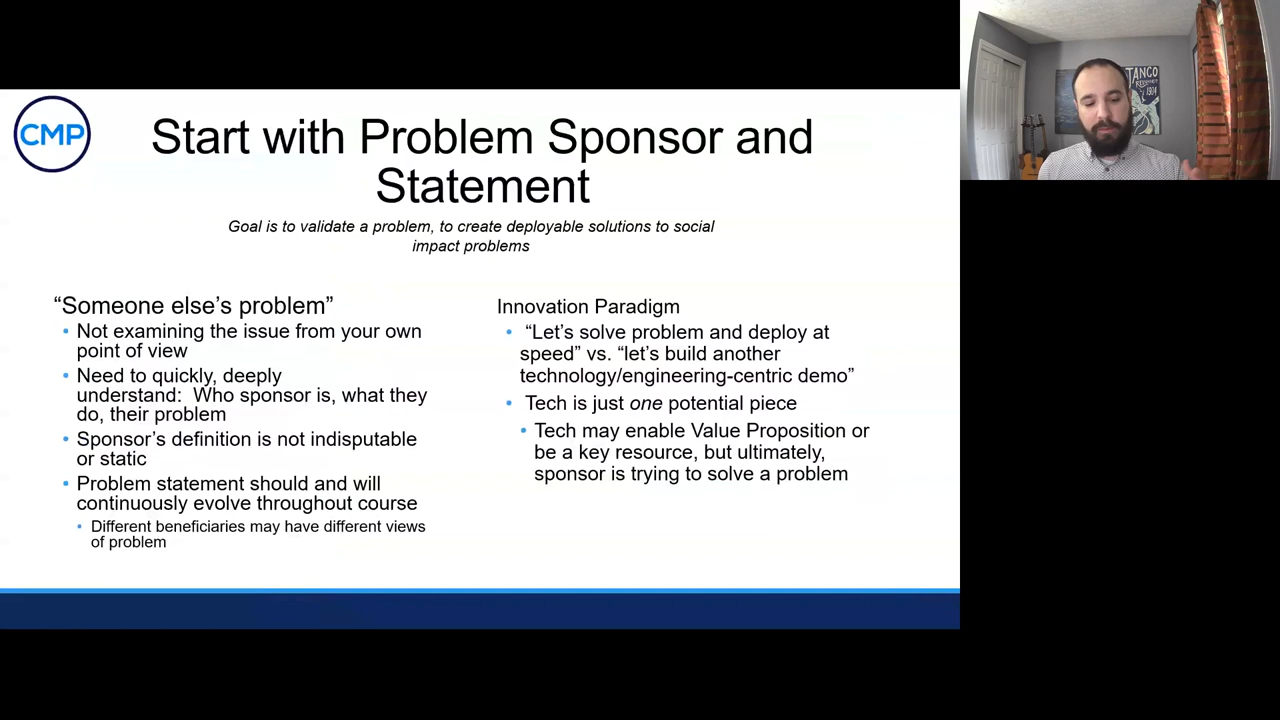 CMP
Start with Problem Sponsor and
Statement
Goal is to validate a problem, to create deployable solutions to social
impact problems
“Someone else’s problem”
• Not examining the issue from your own
point of view
• Need to quickly, deeply
understand: Who sponsor is, what they
do, their problem
• Sponsor’s definition is not indisputable
or static
• Problem statement should and will
continuously evolve throughout course
• Different beneficiaries may have different views
of problem
Innovation Paradigm
• “Let’s solve problem and deploy at
speed” vs. “let’s build another
technology/engineering-centric demo”
• Tech is just one potential piece
• Tech may enable Value Proposition or
be a key resource, but ultimately,
sponsor is trying to solve a problem